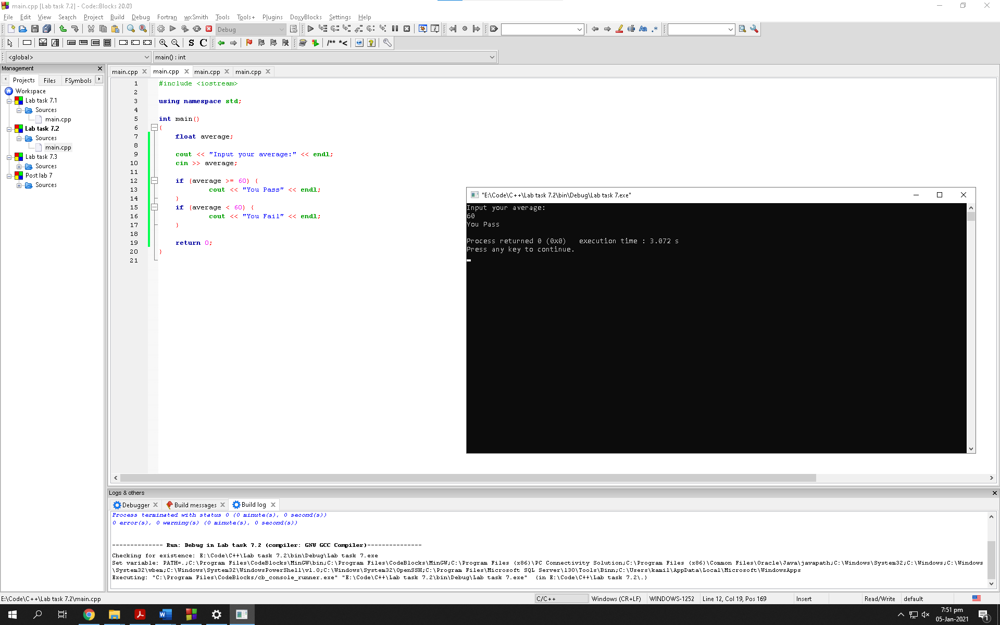 main.cpp [Lab task 7.2] - Code::Blocks 20.03
File Edit View Search Project Build Debug Fortran wxSmith Tools Tools+ Plugins DoxyBlocks Settings Help
Debug
S C /** *<
<global> main() : int
Management
Projects Files FSymbols
Workspace
Lab task 7.1
Sources
main.cpp
Lab task 7.2
Sources
main.cpp
Lab task 7.3
Sources
Post lab 7
Sources
main.cpp main.cpp main.cpp main.cpp
1 #include <iostream>
2
3 using namespace std;
4
5 int main()
6 {
7 float average;
8
9 cout << "Input your average:" << endl;
10 cin >> average;
11
12 if (average >= 60) {
13 cout << "You Pass" << endl;
14 }
15 if (average < 60) {
16 cout << "You Fail" << endl;
17 }
18
19 return 0;
20 }
21
"E:\Code\C++\Lab task 7.2\bin\Debug\Lab task 7.exe"
Input your average:
60
You Pass
Process returned 0 (0x0) execution time : 3.072 s
Press any key to continue.
Logs & others
Debugger Build messages Build log
Process terminated with status 0 (0 minute(s), 0 second(s))
0 error(s), 0 warning(s) (0 minute(s), 0 second(s))
-------------- Run: Debug in Lab task 7.2 (compiler: GNU GCC Compiler)---------------
Checking for existence: E:\Code\C++\Lab task 7.2\bin\Debug\Lab task 7.exe
Set variable: PATH=.;C:\Program Files\CodeBlocks\MinGW\bin;C:\Program Files\CodeBlocks\MinGW;C:\Program Files (x86)\PC Connectivity Solution;C:\Program Files (x86)\Common Files\Oracle\Java\javapath;C:\Windows\System32;C:\Windows;C:\Windows
\System32\wbem;C:\Windows\System32\WindowsPowerShell\v1.0;C:\Windows\System32\OpenSSH;C:\Program Files\Microsoft SQL Server\130\Tools\Binn;C:\Users\kamil\AppData\Local\Microsoft\WindowsApps
Executing: "C:\Program Files\CodeBlocks/cb_console_runner.exe" "E:\Code\C++\Lab task 7.2\bin\Debug\Lab task 7.exe" (in E:\Code\C++\Lab task 7.2\.)
E:\Code\C++\Lab task 7.2\main.cpp C/C++ Windows (CR+LF) WINDOWS-1252 Line 12, Col 19, Pos 169 Insert Read/Write default
7:51 pm
05-Jan-2021
1